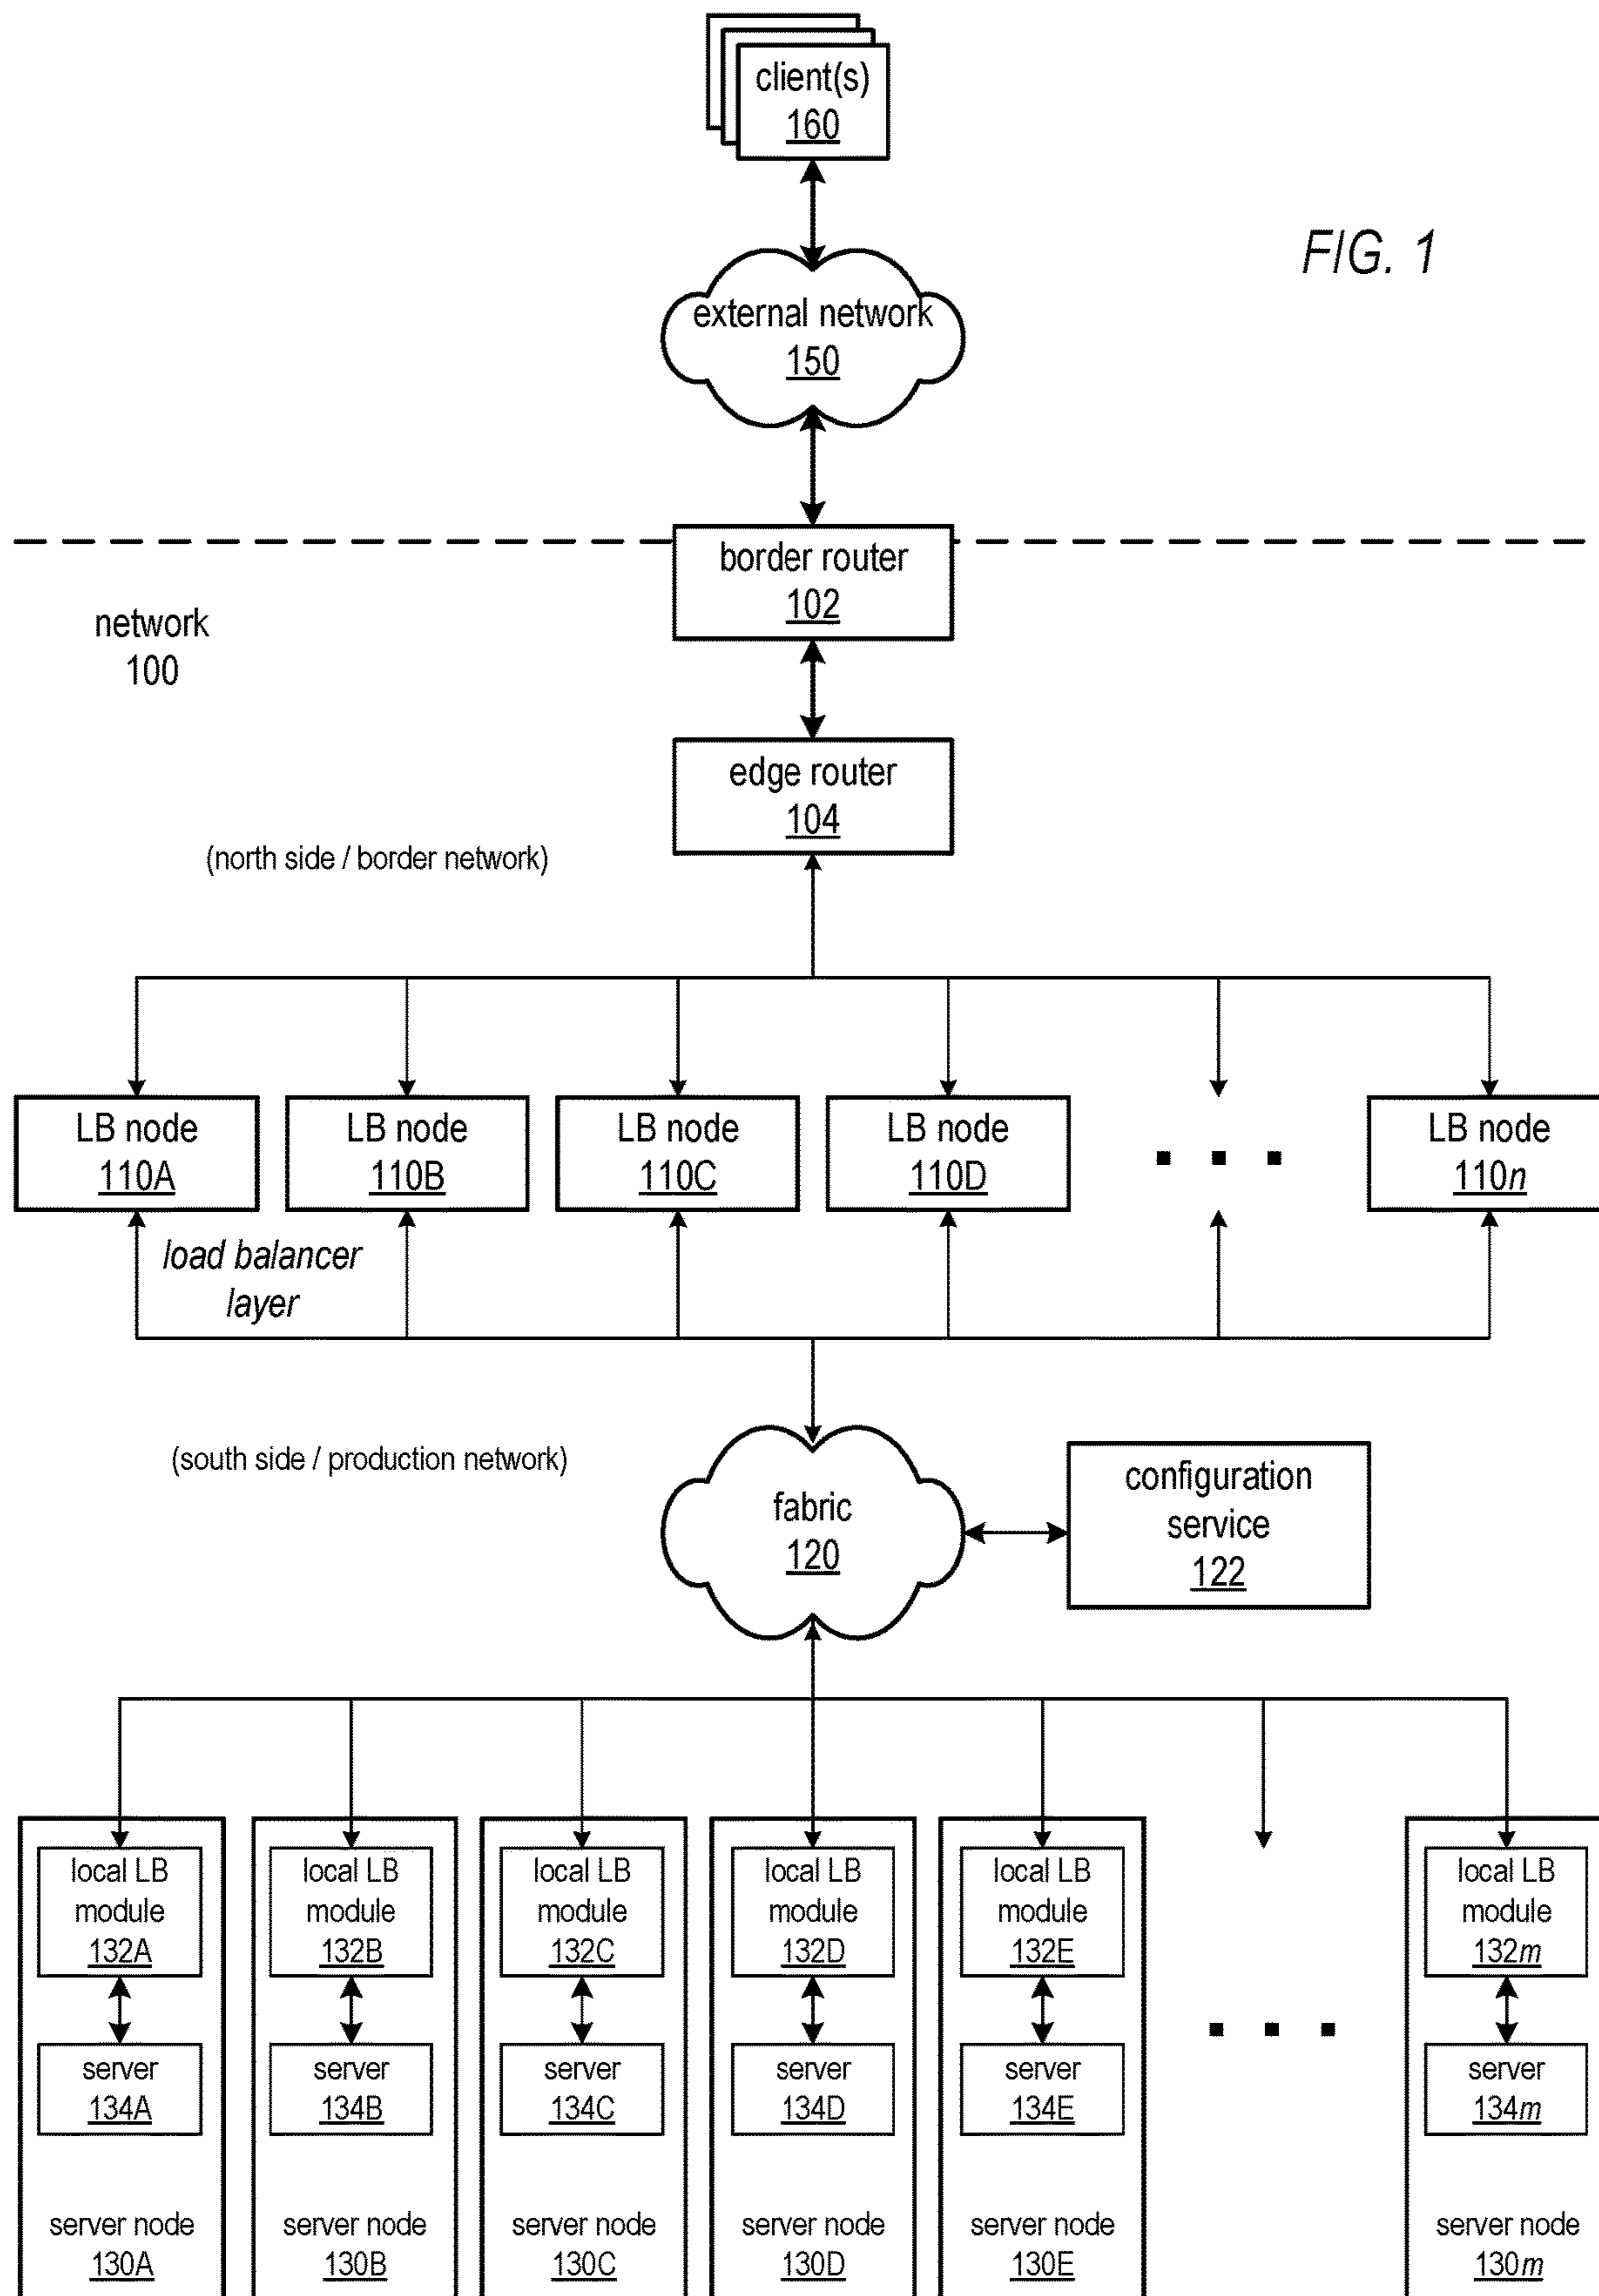 client(s)
160
FIG. 1
external network
150
border router
102
network
100
edge router
104
(north side / border network)
LB node
110A
LB node
110B
LB node
110C
LB node
110D
LB node
110n
load balancer
layer
(south side / production network)
fabric
120
configuration
service
122
local LB
module
132A
local LB
module
132B
local LB
module
132C
local LB
module
132D
local LB
module
132E
local LB
module
132m
server
134A
server
134B
server
134C
server
134D
server
134E
server
134m
server node
130A
server node
130B
server node
130C
server node
130D
server node
130E
server node
130m